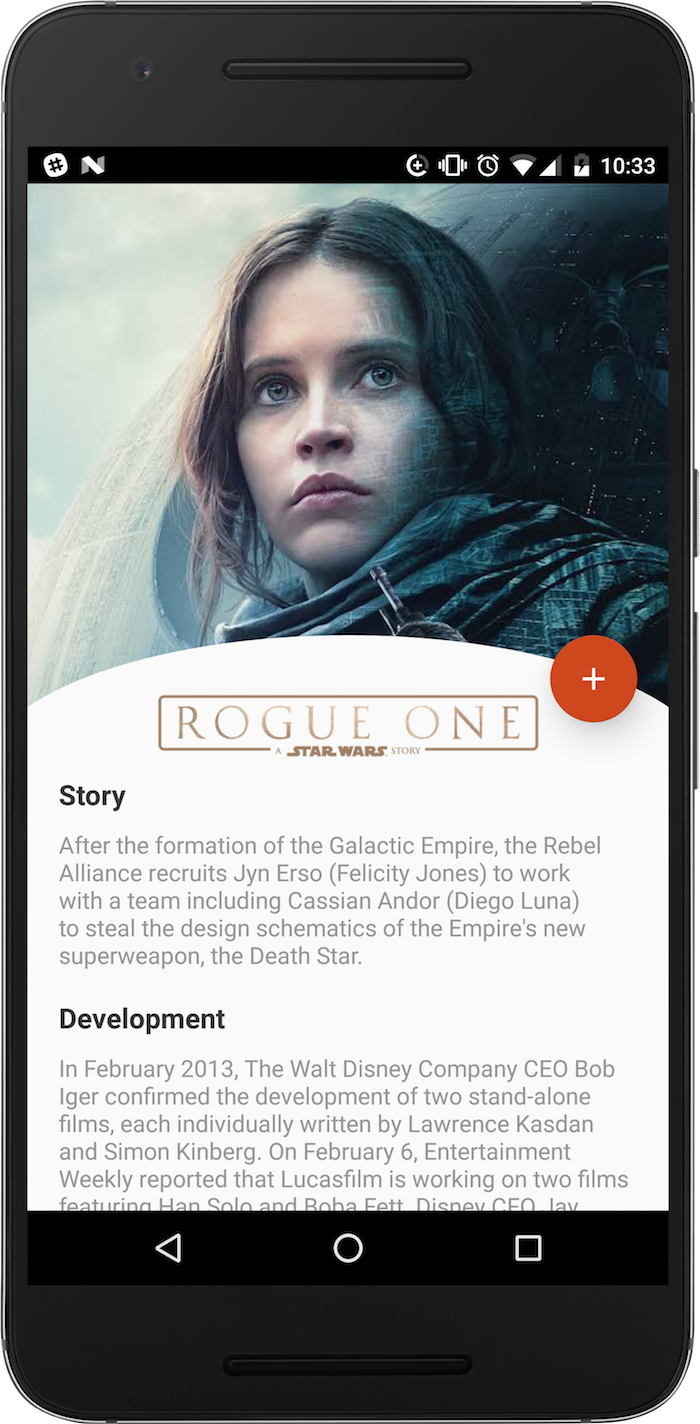 10:33
ROGUE ONE
A STAR WARS STORY
Story
After the formation of the Galactic Empire, the Rebel
Alliance recruits Jyn Erso (Felicity Jones) to work
with a team including Cassian Andor (Diego Luna)
to steal the design schematics of the Empire's new
superweapon, the Death Star.
Development
In February 2013, The Walt Disney Company CEO Bob
Iger confirmed the development of two stand-alone
films, each individually written by Lawrence Kasdan
and Simon Kinberg. On February 6, Entertainment
Weekly reported that Lucasfilm is working on two films
featuring Han Solo and Boba Fett. Disney CFO Jay